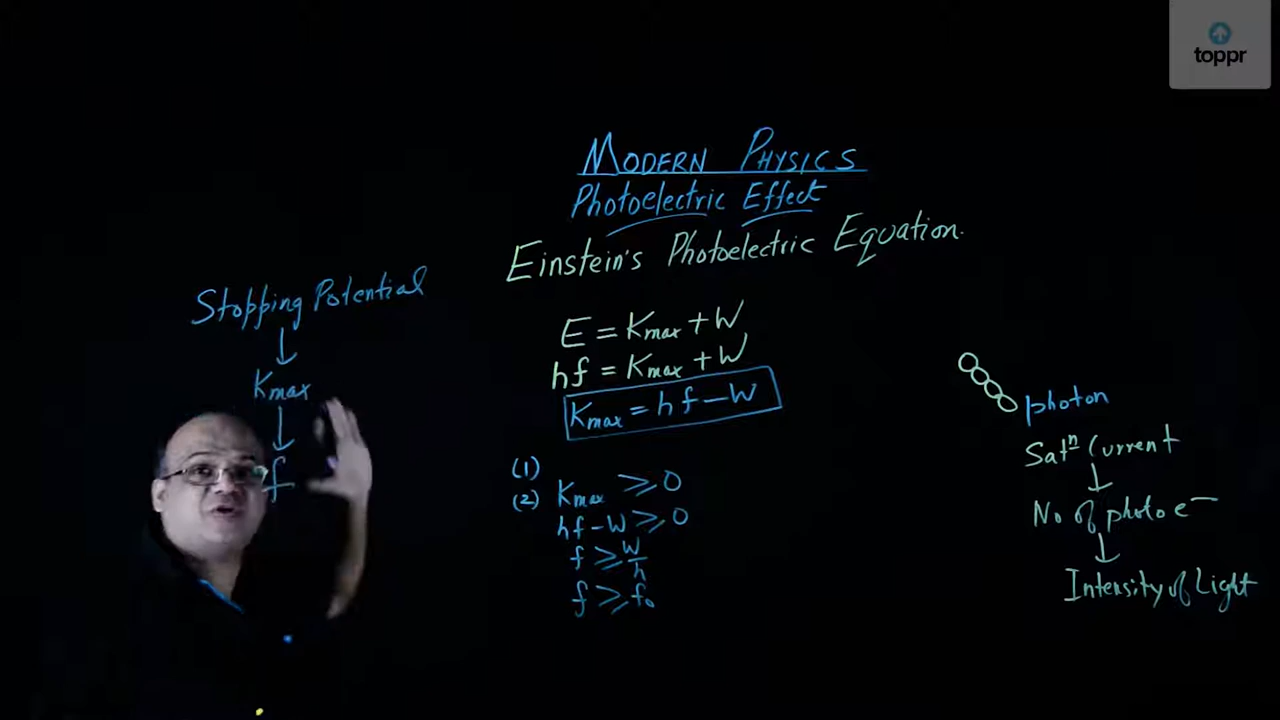 toppr
MODERN PHYSICS
Photoelectric Effect
Einstein's Photoelectric Equation.
Stopping Potential
↓
Kmax
↓
f
E = Kmax + W
hf = Kmax + W
Kmax = hf - W
(1)
(2) Kmax ≥ 0
hf - W ≥ 0
f ≥ W/h
f ≥ f₀
photon
Satⁿ Current
↓
No of photo e⁻
↓
Intensity of Light